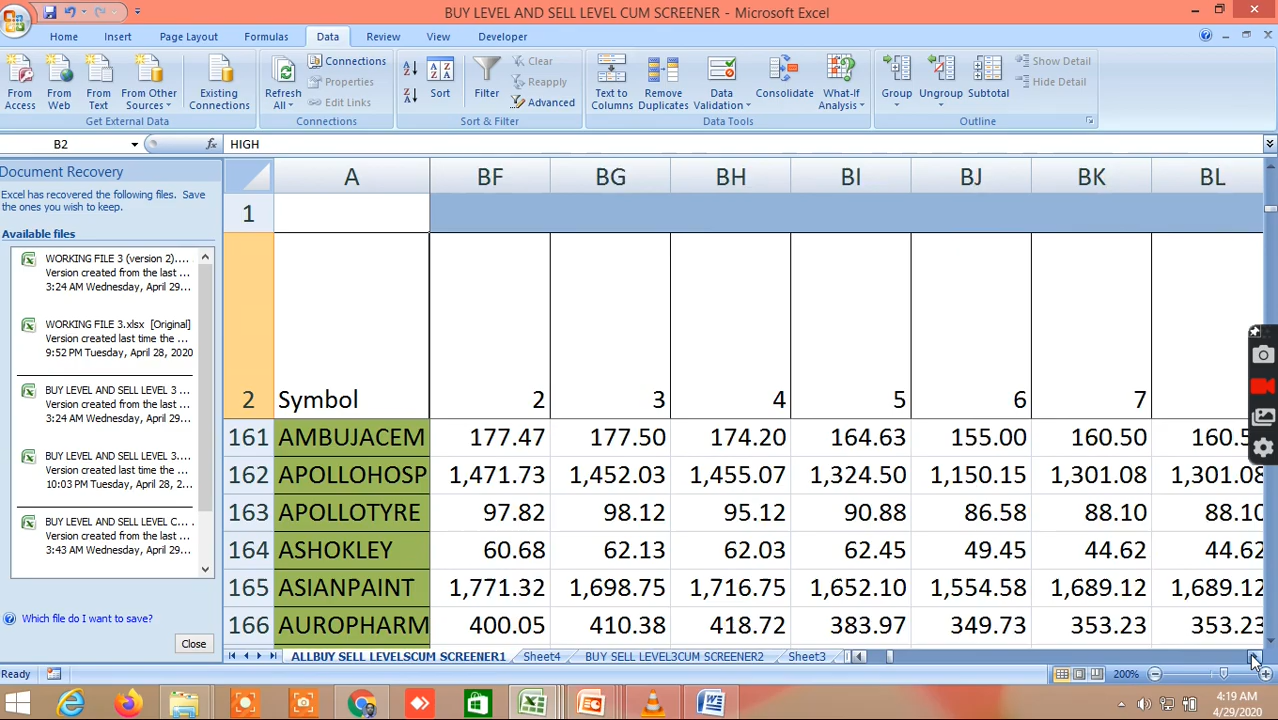 BUY LEVEL AND SELL LEVEL CUM SCREENER - Microsoft Excel
Home Insert Page Layout Formulas Data Review View Developer
From Access
From Web
From Text
From Other Sources
Existing Connections
Get External Data
Refresh All
Connections
Properties
Edit Links
Connections
A Z
Z A
Sort
Filter
Clear
Reapply
Advanced
Sort & Filter
Text to Columns
Remove Duplicates
Data Validation
Consolidate
What-If Analysis
Data Tools
Group
Ungroup
Subtotal
Show Detail
Hide Detail
Outline
B2 fx HIGH
Document Recovery
Excel has recovered the following files. Save
the ones you wish to keep.
Available files
WORKING FILE 3 (version 2)....
Version created from the last ...
3:24 AM Wednesday, April 29...
WORKING FILE 3.xlsx [Original]
Version created last time the ...
9:52 PM Tuesday, April 28, 2020
BUY LEVEL AND SELL LEVEL 3 ...
Version created from the last ...
3:24 AM Wednesday, April 29...
BUY LEVEL AND SELL LEVEL 3....
Version created last time the ...
10:03 PM Tuesday, April 28, 2...
BUY LEVEL AND SELL LEVEL C... .
Version created from the last ...
3:43 AM Wednesday, April 29...
Which file do I want to save?
Close
A BF BG BH BI BJ BK BL
1
2 Symbol 2 3 4 5 6 7
161 AMBUJACEM 177.47 177.50 174.20 164.63 155.00 160.50 160.5
162 APOLLOHOSP 1,471.73 1,452.03 1,455.07 1,324.50 1,150.15 1,301.08 1,301.08
163 APOLLOTYRE 97.82 98.12 95.12 90.88 86.58 88.10 88.10
164 ASHOKLEY 60.68 62.13 62.03 62.45 49.45 44.62 44.62
165 ASIANPAINT 1,771.32 1,698.75 1,716.75 1,652.10 1,554.58 1,689.12 1,689.12
166 AUROPHARM 400.05 410.38 418.72 383.97 349.73 353.23 353.23
ALLBUY SELL LEVELSCUM SCREENER1 Sheet4 BUY SELL LEVEL3CUM SCREENER2 Sheet3
Ready 200%
4:19 AM
4/29/2020